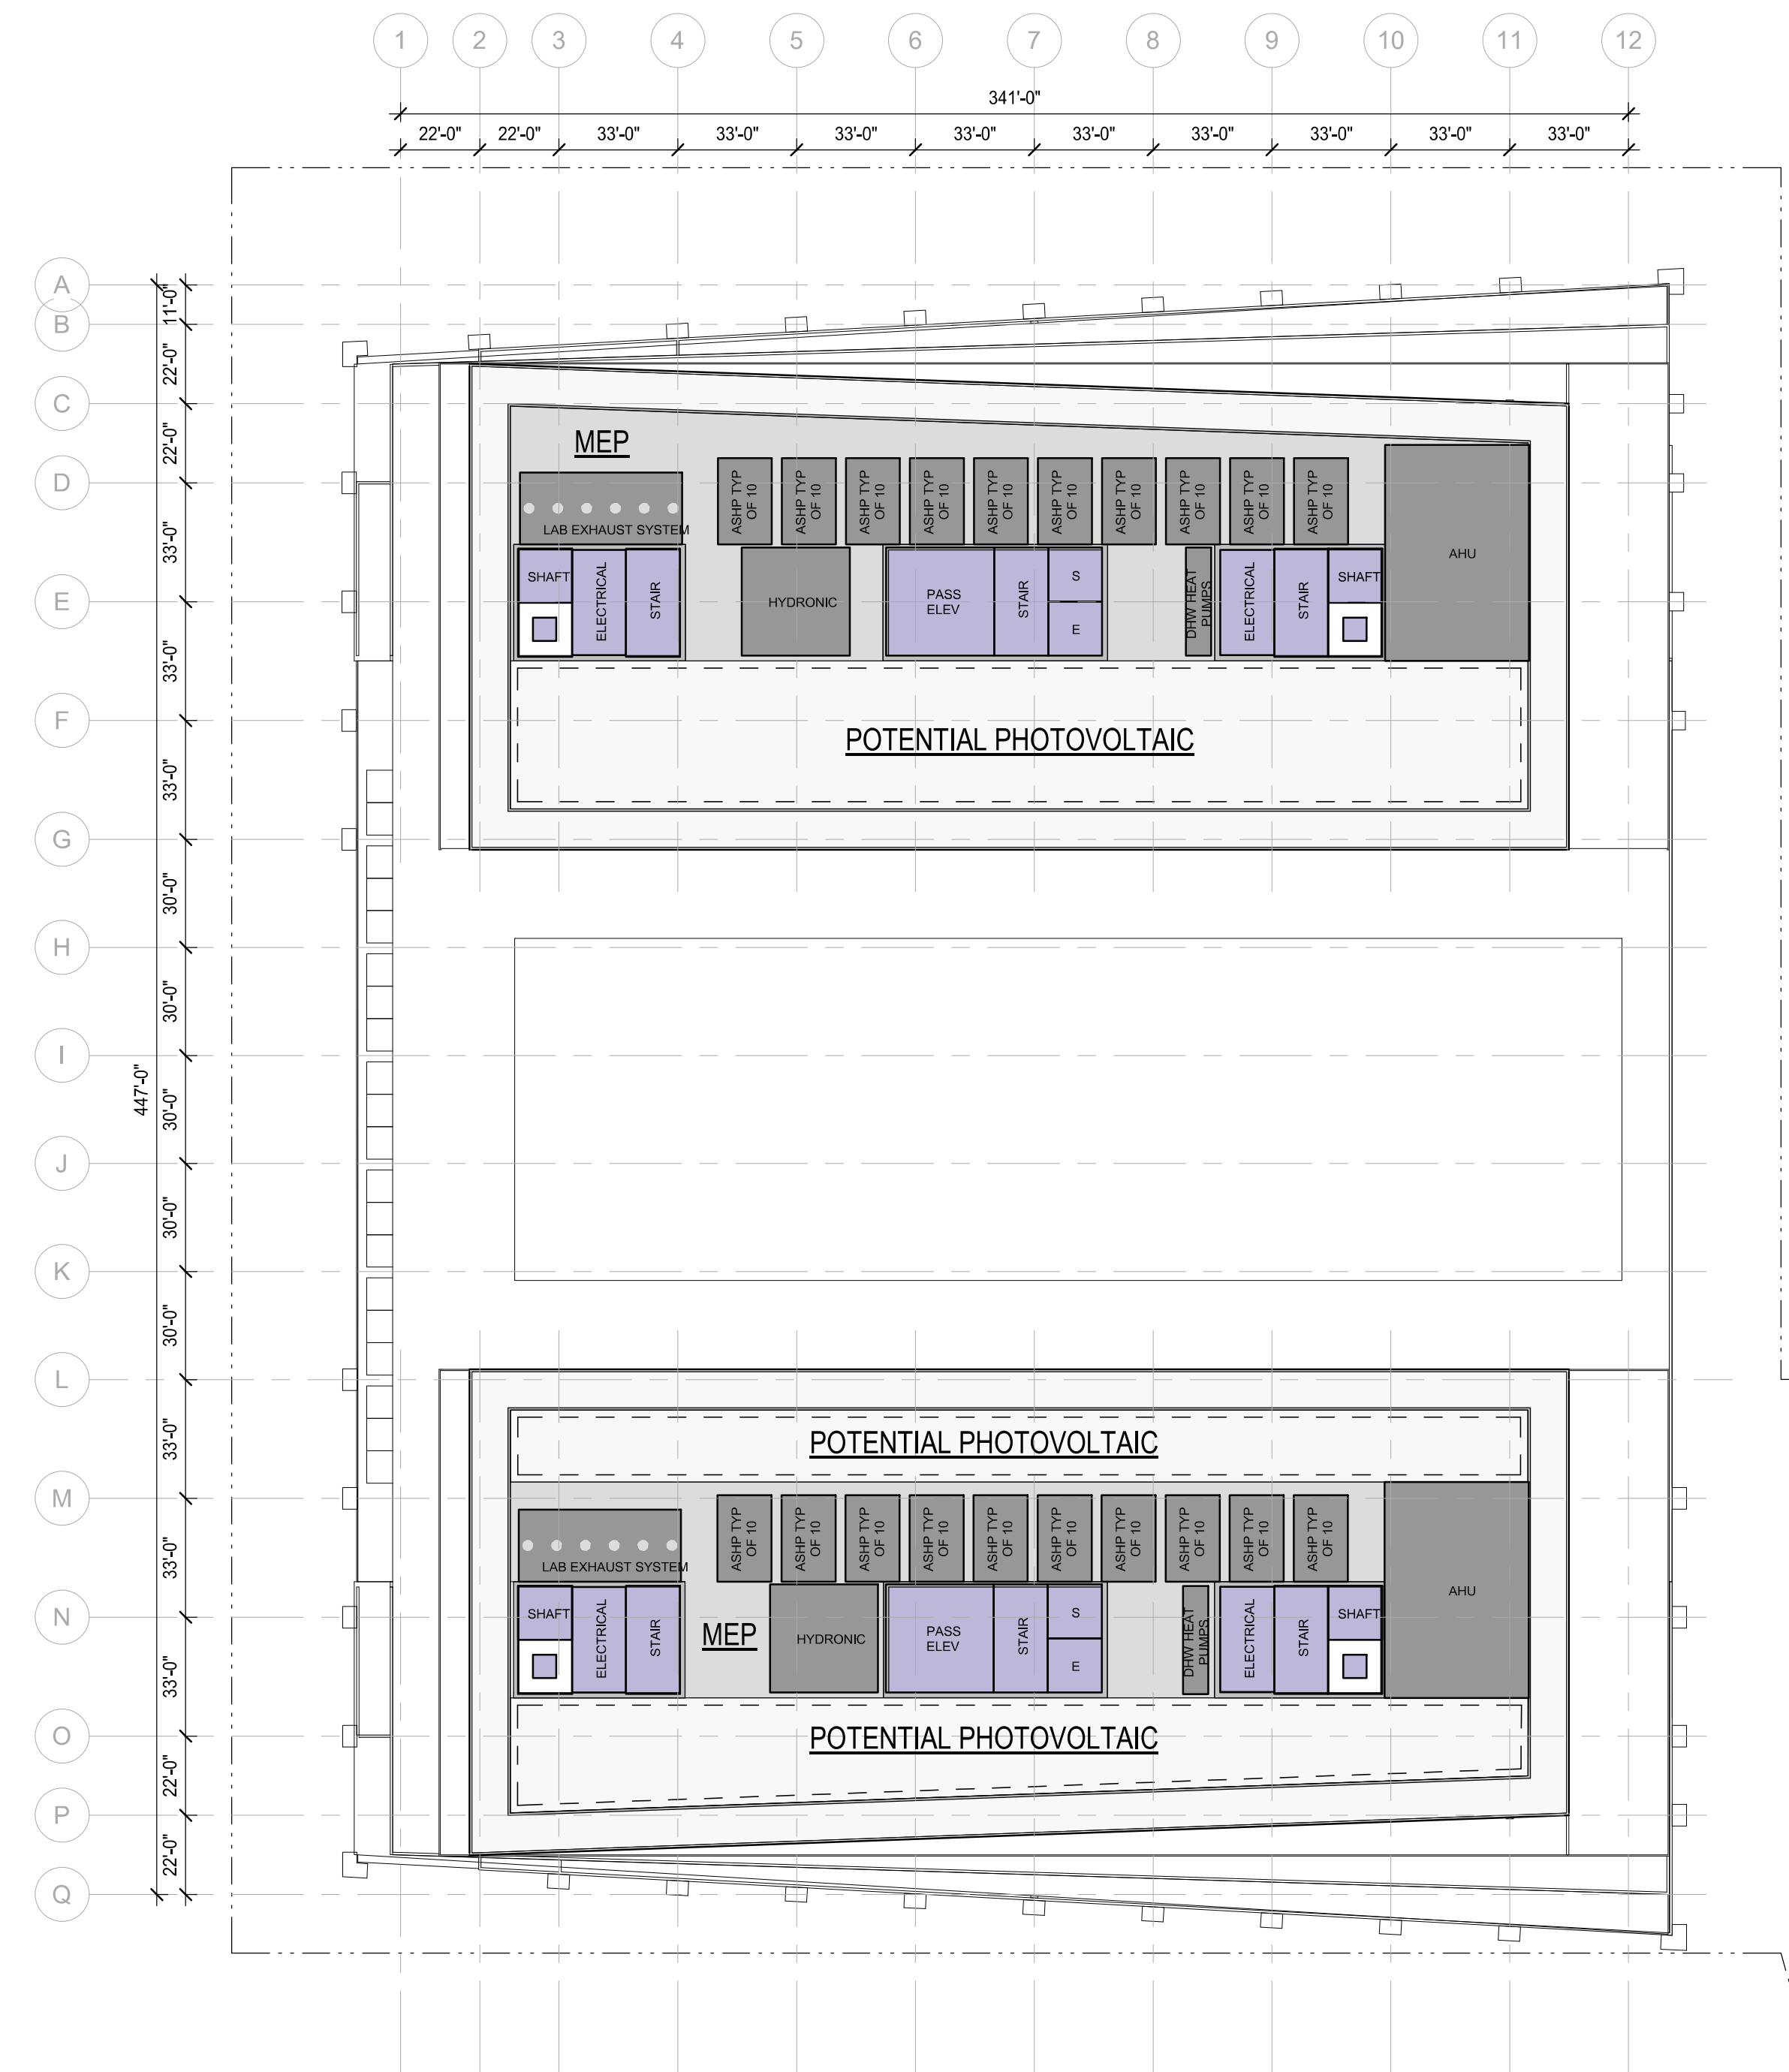 1 2 3 4 5 6 7 8 9 10 11 12
341'-0"
22'-0" 22'-0" 33'-0" 33'-0" 33'-0" 33'-0" 33'-0" 33'-0" 33'-0" 33'-0" 33'-0"
A
11'-0"
B
22'-0"
C
22'-0"
MEP
D
ASHP TYP
OF 10
ASHP TYP
OF 10
ASHP TYP
OF 10
ASHP TYP
OF 10
ASHP TYP
OF 10
ASHP TYP
OF 10
ASHP TYP
OF 10
ASHP TYP
OF 10
ASHP TYP
OF 10
ASHP TYP
OF 10
LAB EXHAUST SYSTEM
33'-0"
AHU
SHAFT
ELECTRICAL
STAIR
HYDRONIC
PASS
ELEV
STAIR
S
E
DHW HEAT
PUMPS
ELECTRICAL
STAIR
SHAFT
E
33'-0"
F
POTENTIAL PHOTOVOLTAIC
33'-0"
G
30'-0"
H
30'-0"
I
447'-0"
30'-0"
J
30'-0"
K
30'-0"
L
33'-0"
POTENTIAL PHOTOVOLTAIC
M
ASHP TYP
OF 10
ASHP TYP
OF 10
ASHP TYP
OF 10
ASHP TYP
OF 10
ASHP TYP
OF 10
ASHP TYP
OF 10
ASHP TYP
OF 10
ASHP TYP
OF 10
ASHP TYP
OF 10
ASHP TYP
OF 10
LAB EXHAUST SYSTEM
33'-0"
AHU
N
SHAFT
ELECTRICAL
STAIR
MEP
HYDRONIC
PASS
ELEV
STAIR
S
E
DHW HEAT
PUMPS
ELECTRICAL
STAIR
SHAFT
33'-0"
O
POTENTIAL PHOTOVOLTAIC
22'-0"
P
22'-0"
Q